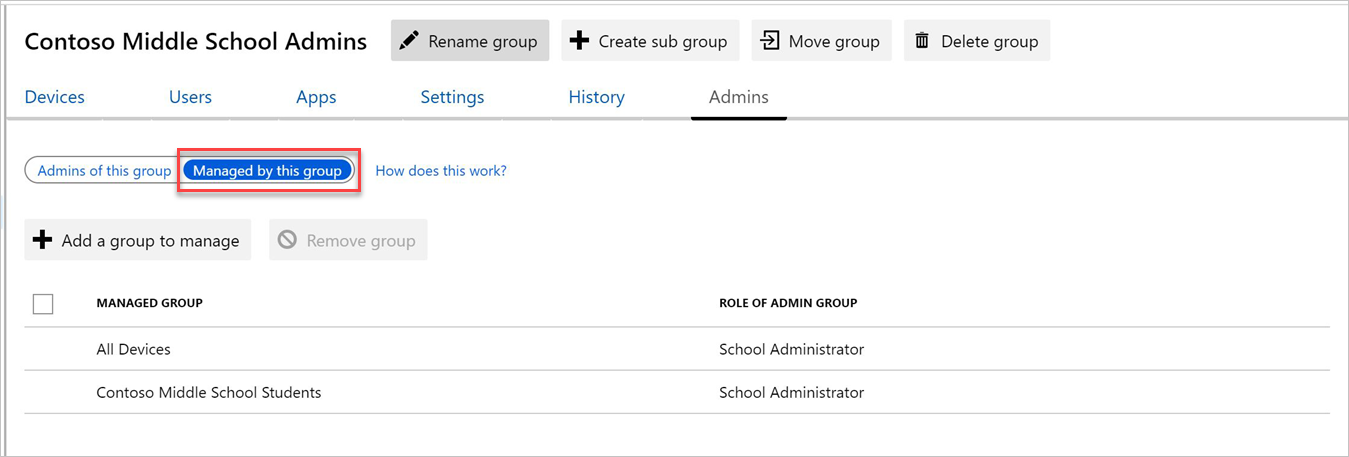 Contoso Middle School Admins Rename group Create sub group Move group Delete group
Devices Users Apps Settings History Admins
Admins of this group Managed by this group How does this work?
Add a group to manage Remove group
MANAGED GROUP ROLE OF ADMIN GROUP
All Devices School Administrator
Contoso Middle School Students School Administrator